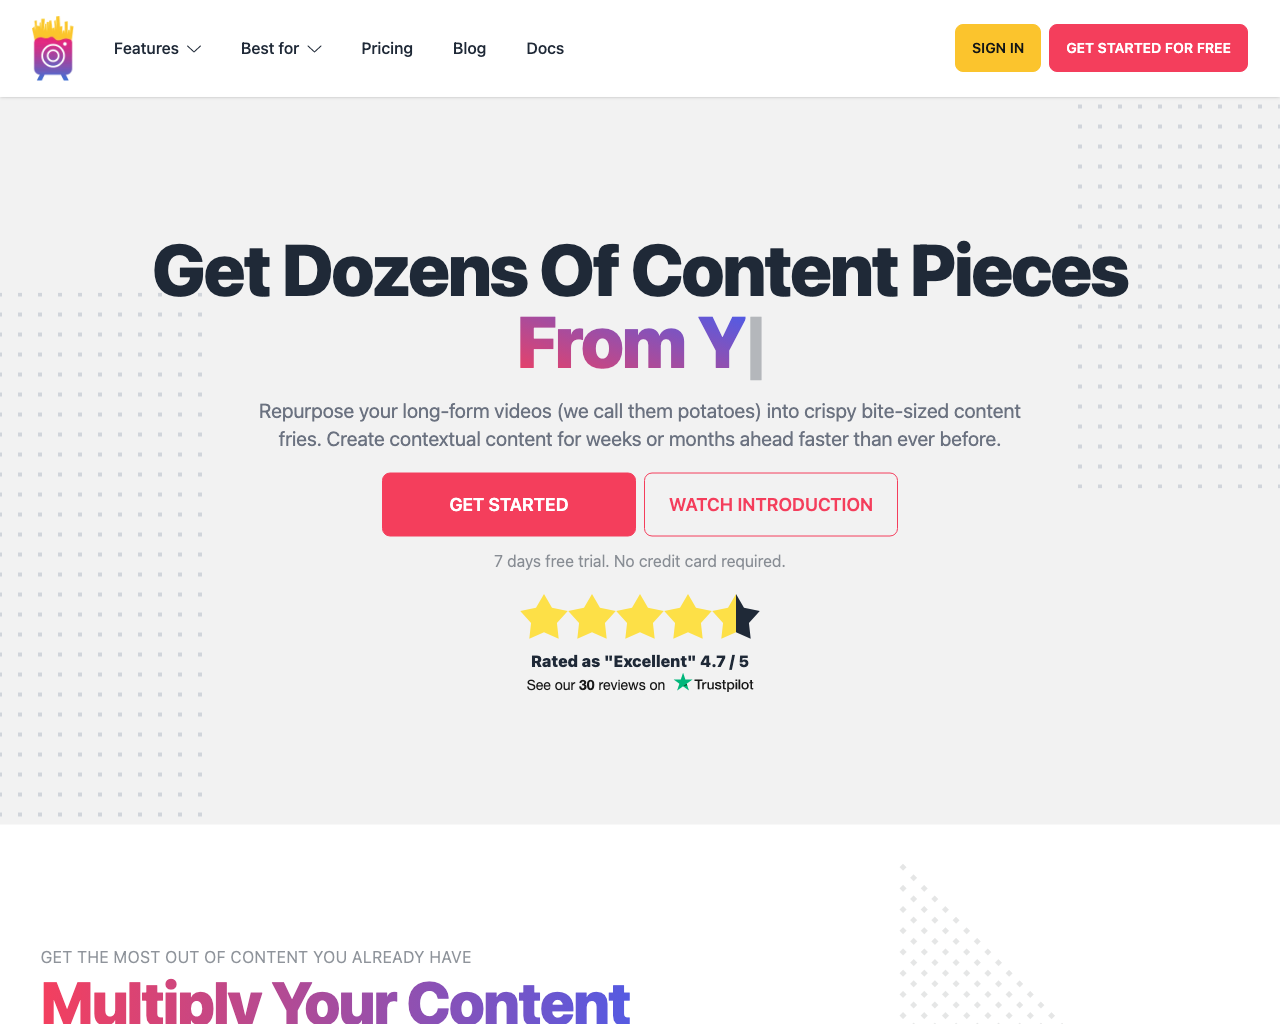 Features
Best for
Pricing
Blog
Docs
SIGN IN
GET STARTED FOR FREE
Get Dozens Of Content Pieces
From Y
Repurpose your long-form videos (we call them potatoes) into crispy bite-sized content
fries. Create contextual content for weeks or months ahead faster than ever before.
GET STARTED
WATCH INTRODUCTION
7 days free trial. No credit card required.
Rated as "Excellent" 4.7 / 5
See our 30 reviews on Trustpilot
GET THE MOST OUT OF CONTENT YOU ALREADY HAVE
Multiply Your Content